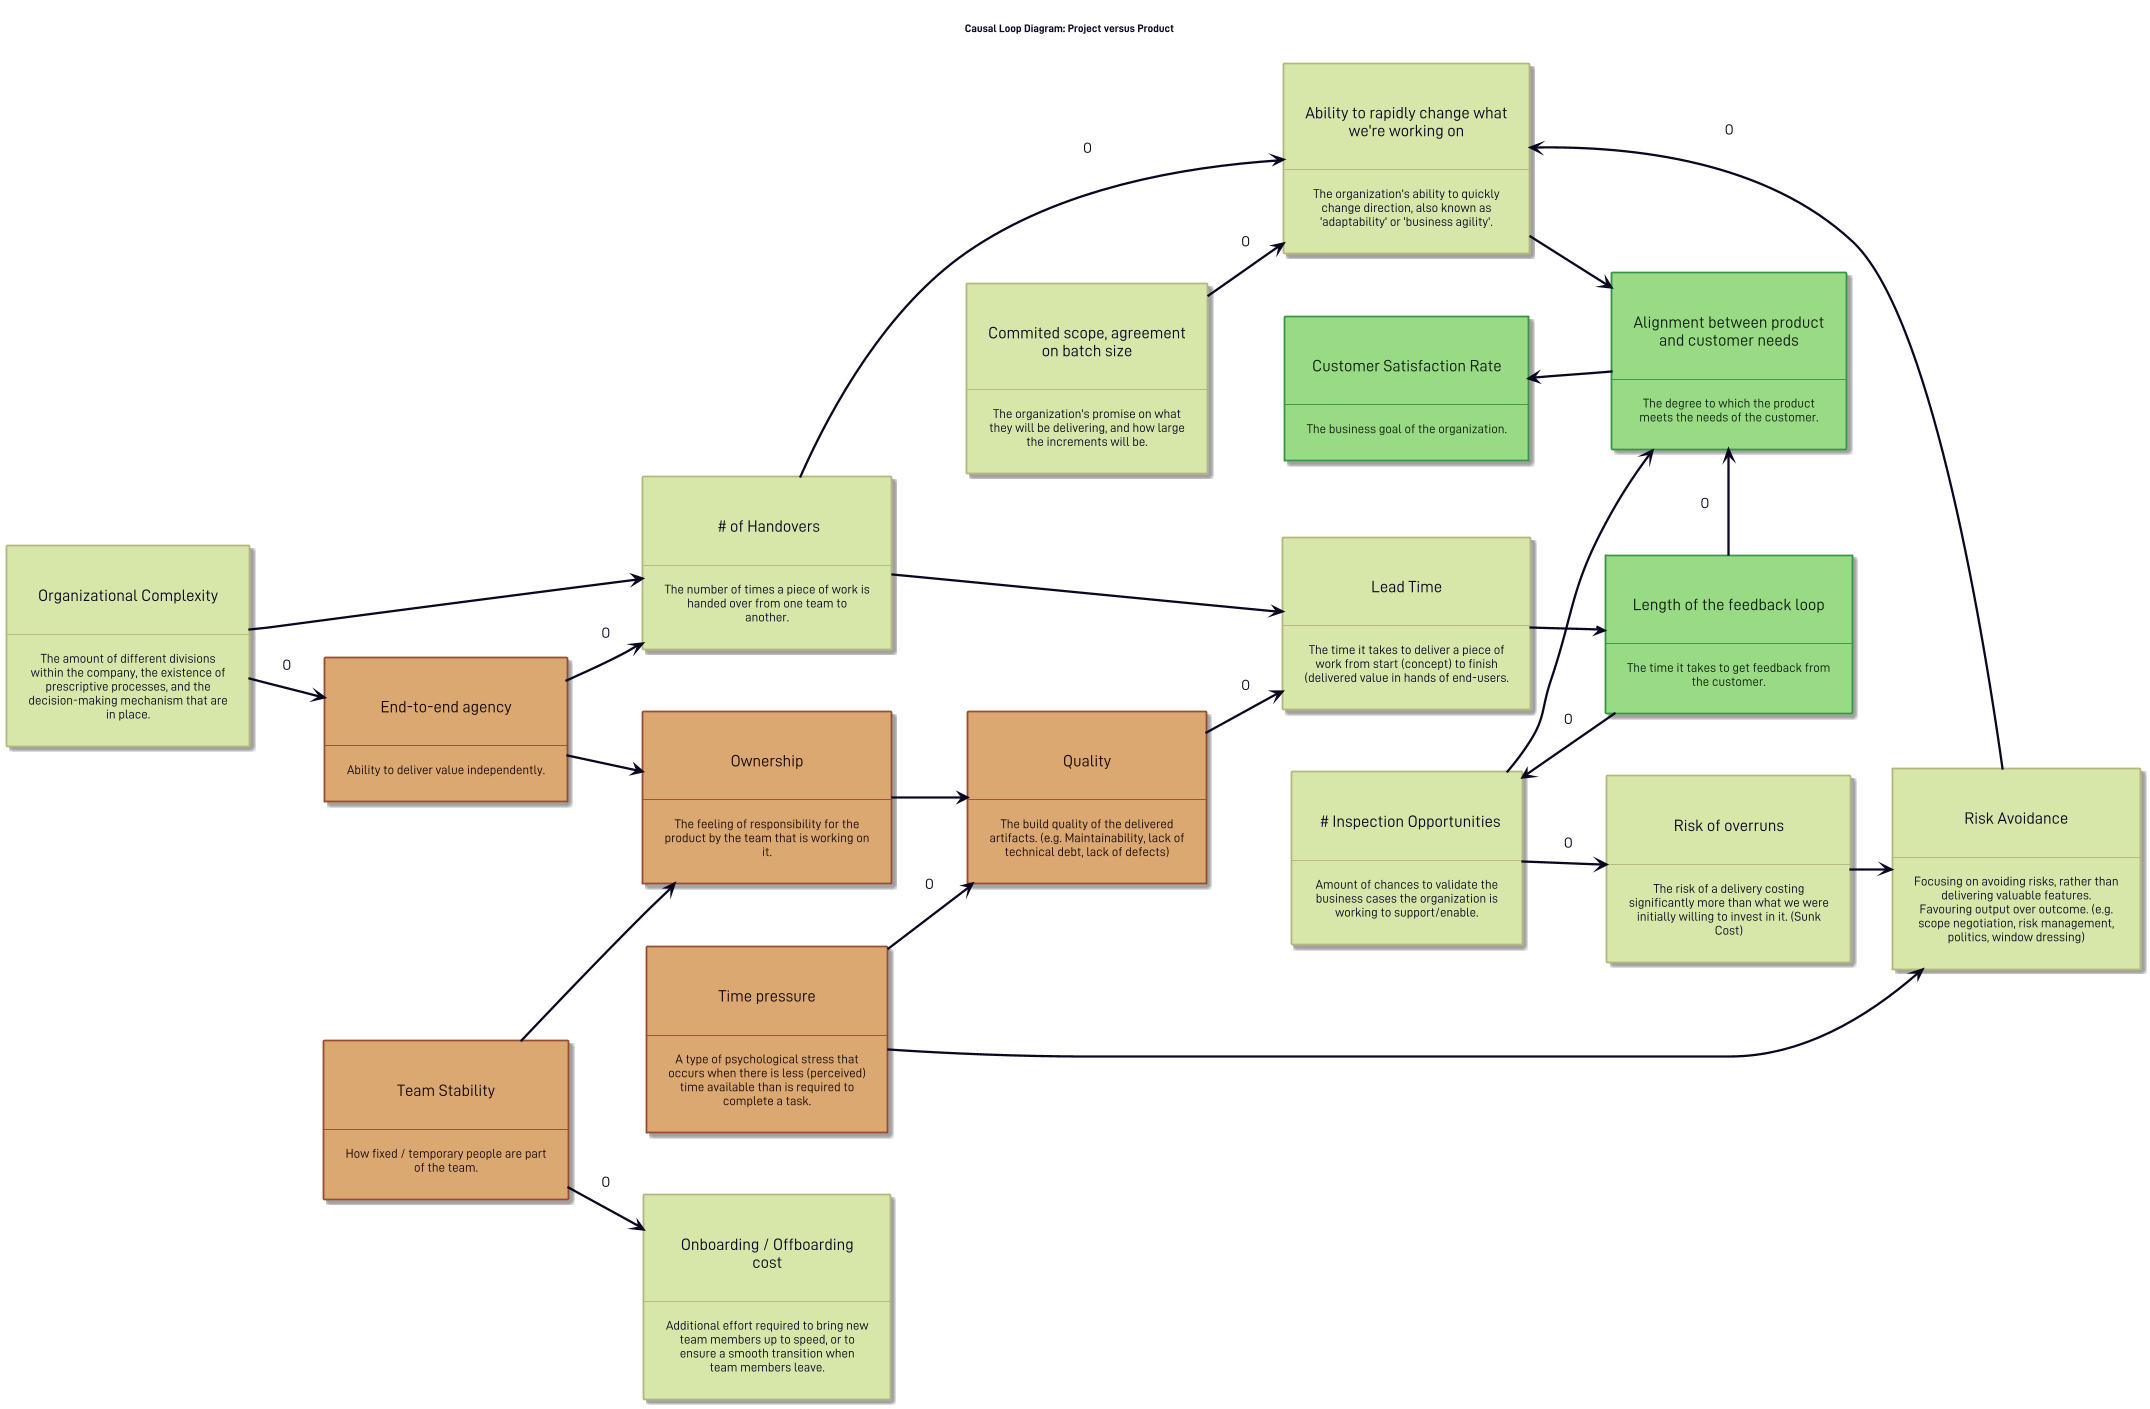 Causal Loop Diagram: Project versus Product
Ability to rapidly change what
we're working on
The organization's ability to quickly
change direction, also known as
'adaptability' or 'business agility'.
O
O
O
Commited scope, agreement
on batch size
The organization's promise on what
they will be delivering, and how large
the increments will be.
Customer Satisfaction Rate
The business goal of the organization.
Alignment between product
and customer needs
The degree to which the product
meets the needs of the customer.
O
# of Handovers
The number of times a piece of work is
handed over from one team to
another.
Organizational Complexity
The amount of different divisions
within the company, the existence of
prescriptive processes, and the
decision-making mechanism that are
in place.
O
O
End-to-end agency
Ability to deliver value independently.
Lead Time
The time it takes to deliver a piece of
work from start (concept) to finish
(delivered value in hands of end-users.
Length of the feedback loop
The time it takes to get feedback from
the customer.
O
O
Ownership
The feeling of responsibility for the
product by the team that is working on
it.
Quality
The build quality of the delivered
artifacts. (e.g. Maintainability, lack of
technical debt, lack of defects)
# Inspection Opportunities
Amount of chances to validate the
business cases the organization is
working to support/enable.
O
Risk of overruns
The risk of a delivery costing
significantly more than what we were
initially willing to invest in it. (Sunk
Cost)
Risk Avoidance
Focusing on avoiding risks, rather than
delivering valuable features.
Favouring output over outcome. (e.g.
scope negotiation, risk management,
politics, window dressing)
O
Time pressure
A type of psychological stress that
occurs when there is less (perceived)
time available than is required to
complete a task.
Team Stability
How fixed / temporary people are part
of the team.
O
Onboarding / Offboarding
cost
Additional effort required to bring new
team members up to speed, or to
ensure a smooth transition when
team members leave.